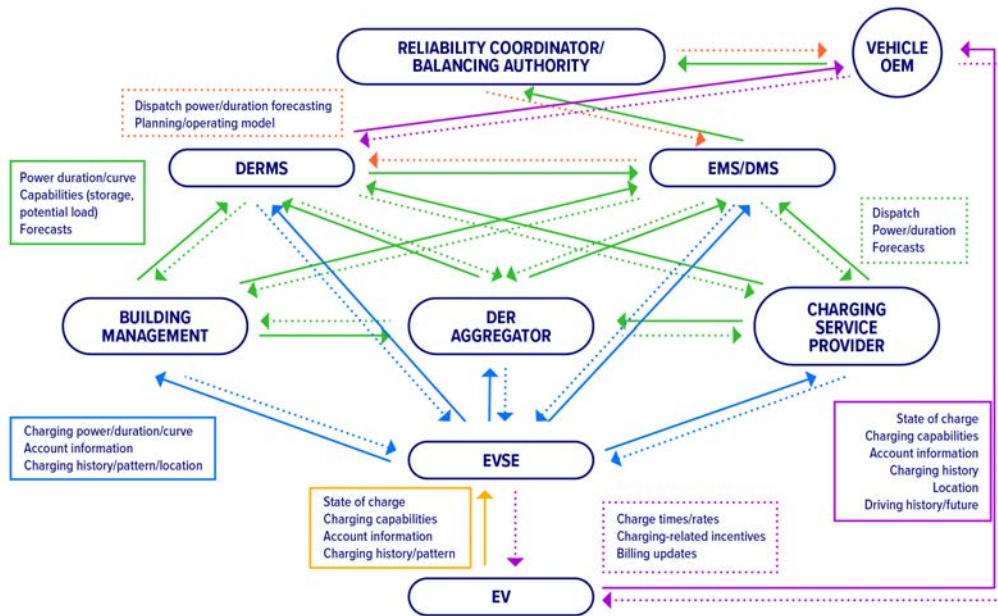 RELIABILITY COORDINATOR/
BALANCING AUTHORITY
VEHICLE
OEM
Dispatch power/duration forecasting
Planning/operating model
DERMS
EMS/DMS
Power duration/curve
Capabilities (storage,
potential load)
Forecasts
Dispatch
Power/duration
Forecasts
BUILDING
MANAGEMENT
DER
AGGREGATOR
CHARGING
SERVICE
PROVIDER
Charging power/duration/curve
Account information
Charging history/pattern/location
EVSE
State of charge
Charging capabilities
Account information
Charging history
Location
Driving history/future
State of charge
Charging capabilities
Account information
Charging history/pattern
Charge times/rates
Charging-related incentives
Billing updates
EV